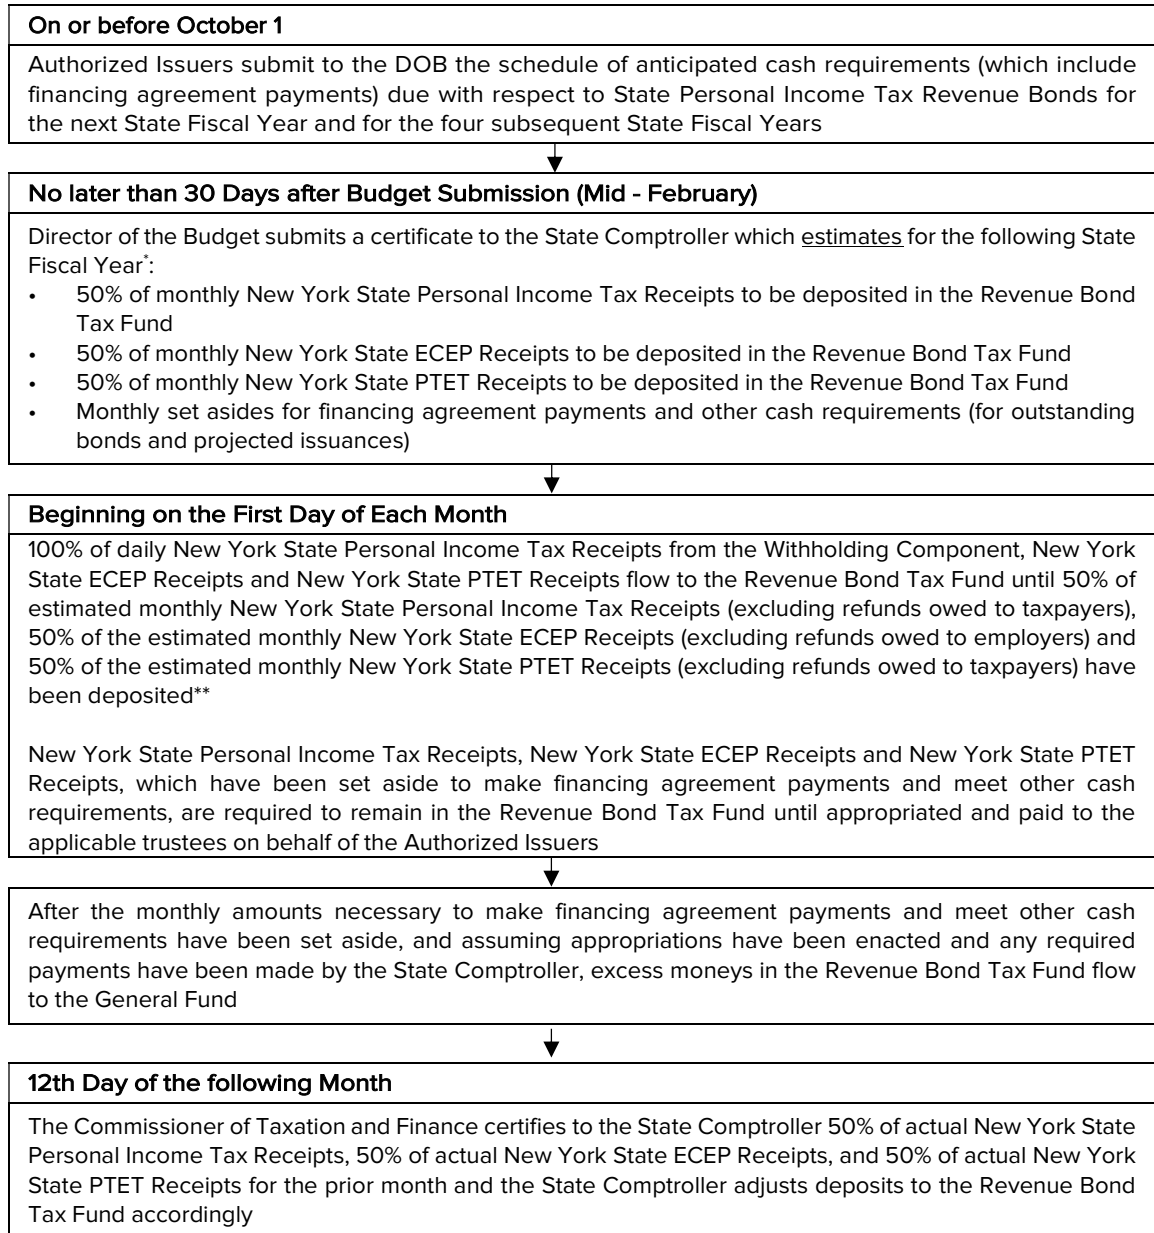 On or before October 1
Authorized Issuers submit to the DOB the schedule of anticipated cash requirements (which include
financing agreement payments) due with respect to State Personal Income Tax Revenue Bonds for
the next State Fiscal Year and for the four subsequent State Fiscal Years
No later than 30 Days after Budget Submission (Mid - February)
Director of the Budget submits a certificate to the State Comptroller which estimates for the following State
Fiscal Year*:
• 50% of monthly New York State Personal Income Tax Receipts to be deposited in the Revenue Bond
Tax Fund
• 50% of monthly New York State ECEP Receipts to be deposited in the Revenue Bond Tax Fund
• 50% of monthly New York State PTET Receipts to be deposited in the Revenue Bond Tax Fund
• Monthly set asides for financing agreement payments and other cash requirements (for outstanding
bonds and projected issuances)
Beginning on the First Day of Each Month
100% of daily New York State Personal Income Tax Receipts from the Withholding Component, New York
State ECEP Receipts and New York State PTET Receipts flow to the Revenue Bond Tax Fund until 50% of
estimated monthly New York State Personal Income Tax Receipts (excluding refunds owed to taxpayers),
50% of the estimated monthly New York State ECEP Receipts (excluding refunds owed to employers) and
50% of the estimated monthly New York State PTET Receipts (excluding refunds owed to taxpayers) have
been deposited**
New York State Personal Income Tax Receipts, New York State ECEP Receipts and New York State PTET
Receipts, which have been set aside to make financing agreement payments and meet other cash
requirements, are required to remain in the Revenue Bond Tax Fund until appropriated and paid to the
applicable trustees on behalf of the Authorized Issuers
After the monthly amounts necessary to make financing agreement payments and meet other cash
requirements have been set aside, and assuming appropriations have been enacted and any required
payments have been made by the State Comptroller, excess moneys in the Revenue Bond Tax Fund flow
to the General Fund
12th Day of the following Month
The Commissioner of Taxation and Finance certifies to the State Comptroller 50% of actual New York State
Personal Income Tax Receipts, 50% of actual New York State ECEP Receipts, and 50% of actual New York
State PTET Receipts for the prior month and the State Comptroller adjusts deposits to the Revenue Bond
Tax Fund accordingly